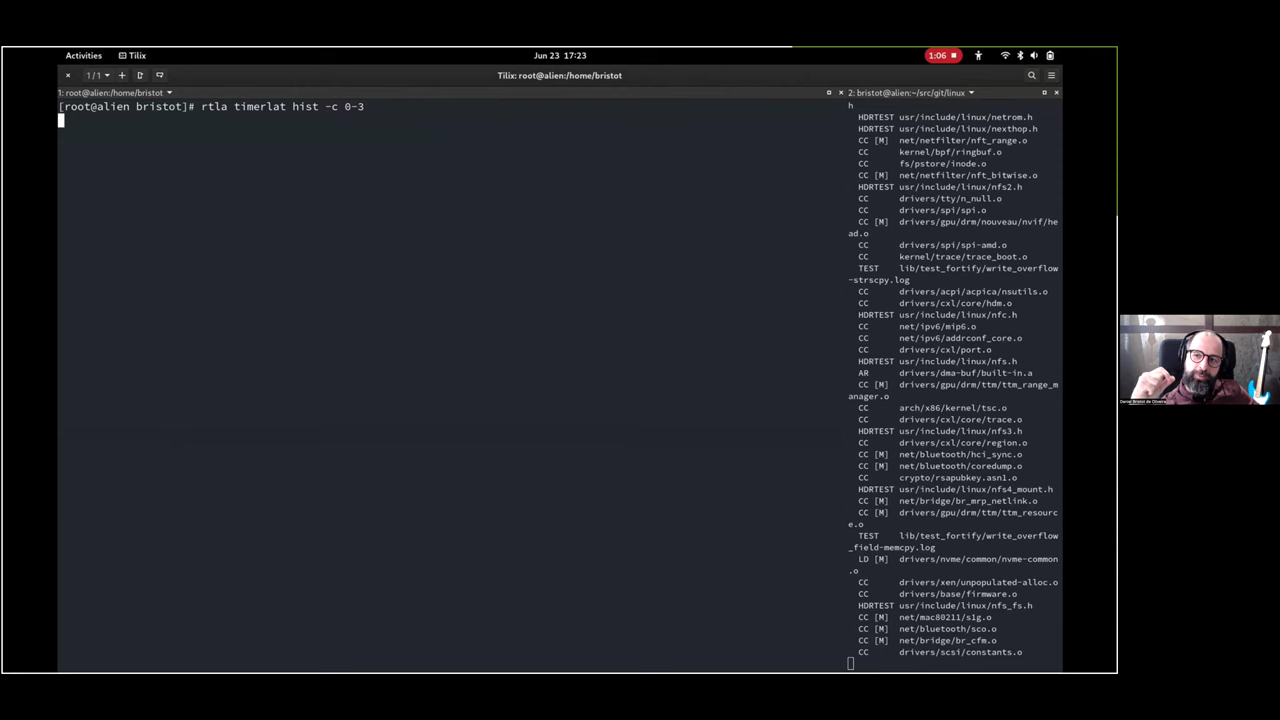 Activities Tilix Jun 23 17:23 1:06
1/1 Tilix: root@alien:/home/bristot
1: root@alien:/home/bristot
[root@alien bristot]# rtla timerlat hist -c 0-3
2: bristot@alien:~/src/git/linux
h
HDRTEST usr/include/linux/netrom.h
HDRTEST usr/include/linux/nexthop.h
CC [M] net/netfilter/nft_range.o
CC kernel/bpf/ringbuf.o
CC fs/pstore/inode.o
CC [M] net/netfilter/nft_bitwise.o
HDRTEST usr/include/linux/nfs2.h
CC drivers/tty/n_null.o
CC drivers/spi/spi.o
CC [M] drivers/gpu/drm/nouveau/nvif/he
ad.o
CC drivers/spi/spi-amd.o
CC kernel/trace/trace_boot.o
TEST lib/test_fortify/write_overflow
-strscpy.log
CC drivers/acpi/acpica/nsutils.o
CC drivers/cxl/core/hdm.o
HDRTEST usr/include/linux/nfc.h
CC net/ipv6/mip6.o
CC net/ipv6/addrconf_core.o
CC drivers/cxl/port.o
HDRTEST usr/include/linux/nfs.h
AR drivers/dma-buf/built-in.a
CC [M] drivers/gpu/drm/ttm/ttm_range_m
anager.o
CC arch/x86/kernel/tsc.o
CC drivers/cxl/core/trace.o
HDRTEST usr/include/linux/nfs3.h
CC drivers/cxl/core/region.o
CC [M] net/bluetooth/hci_sync.o
CC [M] net/bluetooth/coredump.o
CC crypto/rsapubkey.asn1.o
HDRTEST usr/include/linux/nfs4_mount.h
CC [M] net/bridge/br_mrp_netlink.o
CC [M] drivers/gpu/drm/ttm/ttm_resourc
e.o
TEST lib/test_fortify/write_overflow
_field-memcpy.log
LD [M] drivers/nvme/common/nvme-common
.o
CC drivers/xen/unpopulated-alloc.o
CC drivers/base/firmware.o
HDRTEST usr/include/linux/nfs_fs.h
CC [M] net/mac80211/s1g.o
CC [M] net/bluetooth/sco.o
CC [M] net/bridge/br_cfm.o
CC drivers/scsi/constants.o
Daniel Bristot de Oliveira